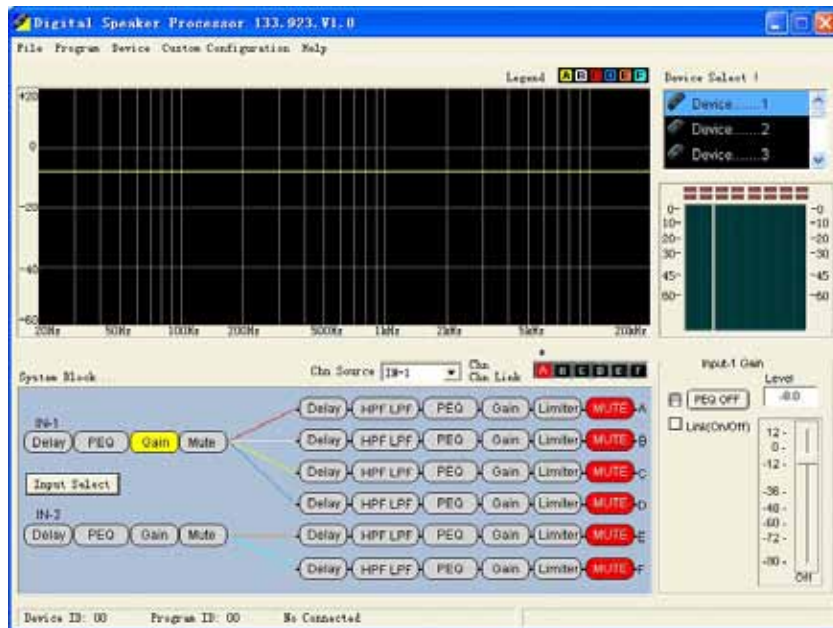 Digital Speaker Processor 133.923.V1.0
File Program Device Custom Configuration Help
Legend A B C D E F
Device Select !
Device......1
Device......2
Device......3
+20
0
-20
-40
-60
20Hz 50Hz 100Hz 200Hz 500Hz 1kHz 2kHz 5kHz 20kHz
0- -0
10- -10
20- -20
30- -30
45- -45
60- -60
System Block
Chn Source IN-1 Chn
Chn Link A B C D E F
IN-1
Delay PEQ Gain Mute
Input Select
IN-2
Delay PEQ Gain Mute
Delay HPF LPF PEQ Gain Limiter MUTE A
Delay HPF LPF PEQ Gain Limiter MUTE B
Delay HPF LPF PEQ Gain Limiter MUTE C
Delay HPF LPF PEQ Gain Limiter MUTE D
Delay HPF LPF PEQ Gain Limiter MUTE E
Delay HPF LPF PEQ Gain Limiter MUTE F
Input-1 Gain
Level
PEQ OFF
Link(On/Off)
12 -
0 -
-12 -
-48 -
-60 -
-72 -
Off
Device ID: 00 Program ID: 00 No Connected